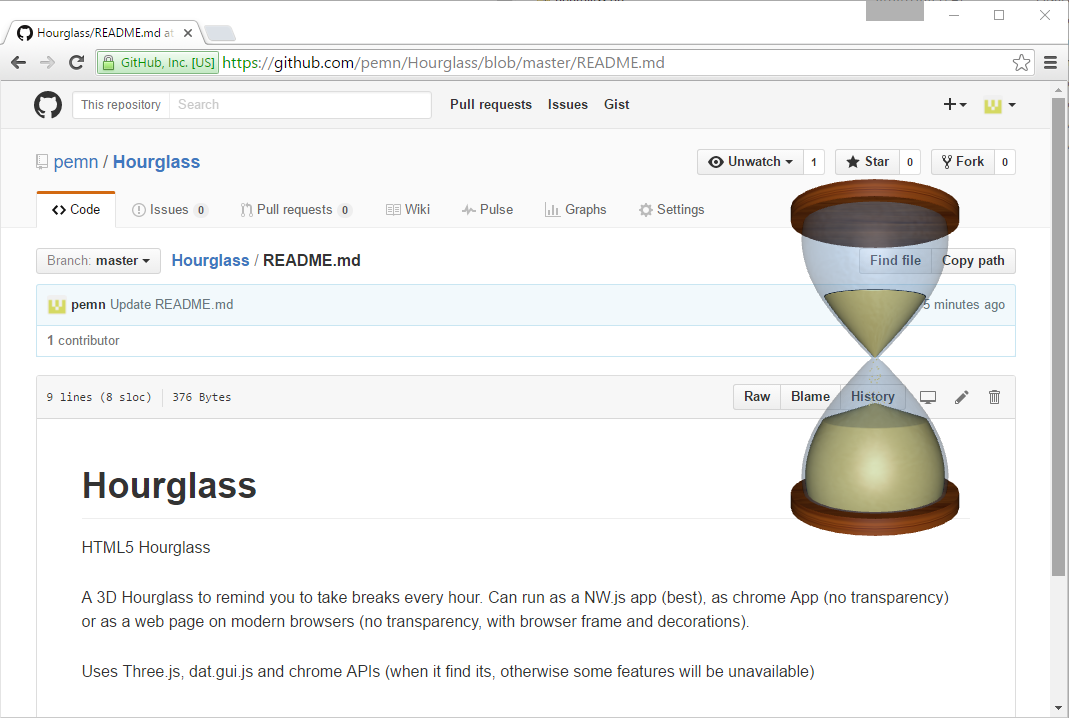 Hourglass/README.md at
GitHub, Inc. [US] https://github.com/pemn/Hourglass/blob/master/README.md
This repository Search Pull requests Issues Gist
pemn / Hourglass Unwatch 1 Star 0 Fork 0
Code Issues 0 Pull requests 0 Wiki Pulse Graphs Settings
Branch: master Hourglass / README.md Find file Copy path
pemn Update README.md 5 minutes ago
1 contributor
9 lines (8 sloc) 376 Bytes Raw Blame History
Hourglass
HTML5 Hourglass
A 3D Hourglass to remind you to take breaks every hour. Can run as a NW.js app (best), as chrome App (no transparency)
or as a web page on modern browsers (no transparency, with browser frame and decorations).
Uses Three.js, dat.gui.js and chrome APIs (when it find its, otherwise some features will be unavailable)